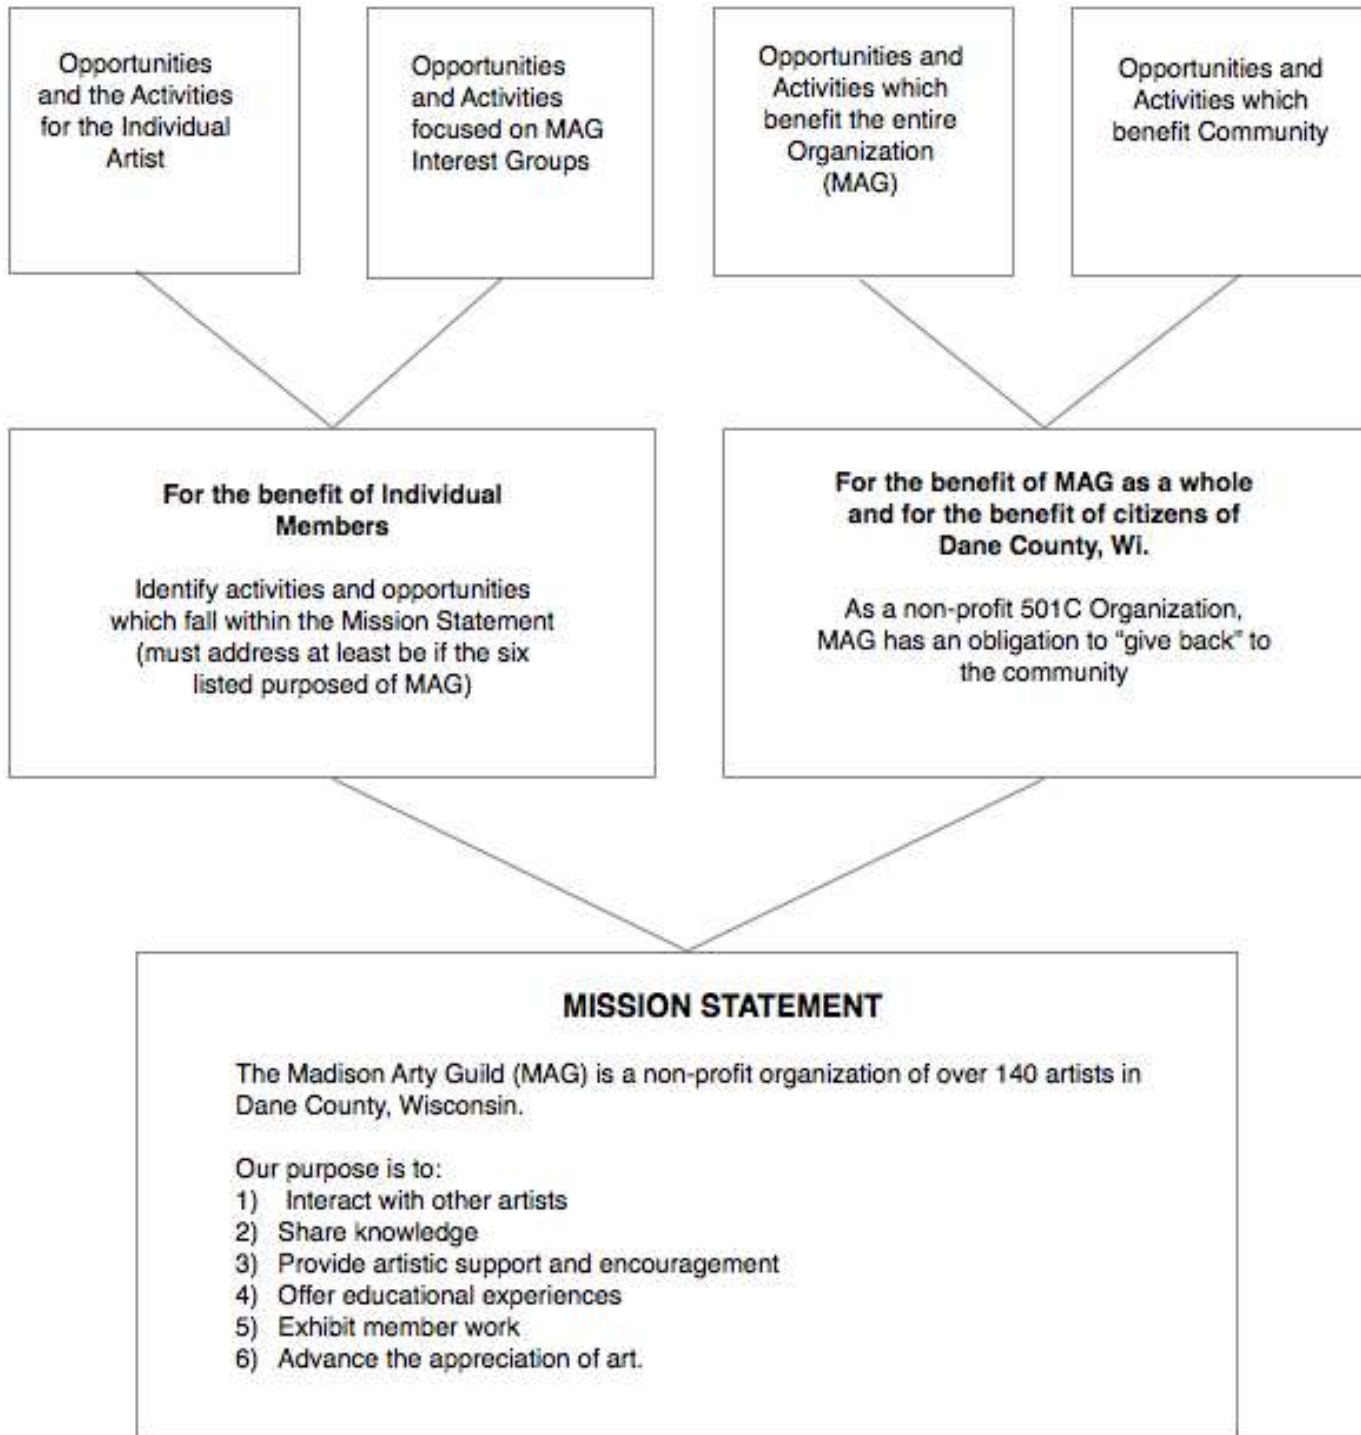 Opportunities
and the Activities
for the Individual
Artist
Opportunities
and Activities
focused on MAG
Interest Groups
Opportunities and
Activities which
benefit the entire
Organization
(MAG)
Opportunities and
Activities which
benefit Community
For the benefit of Individual
Members
Identify activities and opportunities
which fall within the Mission Statement
(must address at least be if the six
listed purposed of MAG)
For the benefit of MAG as a whole
and for the benefit of citizens of
Dane County, Wi.
As a non-profit 501C Organization,
MAG has an obligation to “give back” to
the community
MISSION STATEMENT
The Madison Arty Guild (MAG) is a non-profit organization of over 140 artists in
Dane County, Wisconsin.
Our purpose is to:
1) Interact with other artists
2) Share knowledge
3) Provide artistic support and encouragement
4) Offer educational experiences
5) Exhibit member work
6) Advance the appreciation of art.